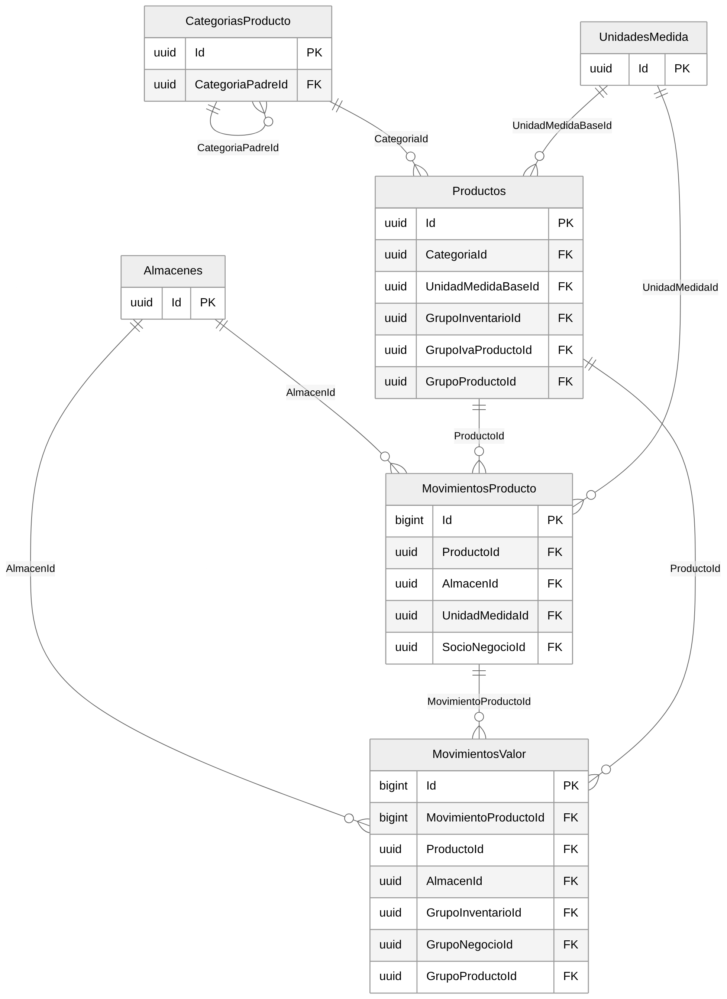 CategoriasProducto
uuid Id PK
uuid CategoriaPadreId FK
UnidadesMedida
uuid Id PK
CategoriaPadreId
CategoriaId
UnidadMedidaBaseId
Productos
uuid Id PK
uuid CategoriaId FK
uuid UnidadMedidaBaseId FK
uuid GrupoInventarioId FK
uuid GrupoIvaProductoId FK
uuid GrupoProductoId FK
Almacenes
uuid Id PK
UnidadMedidaId
AlmacenId
ProductoId
MovimientosProducto
bigint Id PK
uuid ProductoId FK
uuid AlmacenId FK
uuid UnidadMedidaId FK
uuid SocioNegocioId FK
AlmacenId
ProductoId
MovimientoProductoId
MovimientosValor
bigint Id PK
bigint MovimientoProductoId FK
uuid ProductoId FK
uuid AlmacenId FK
uuid GrupoInventarioId FK
uuid GrupoNegocioId FK
uuid GrupoProductoId FK